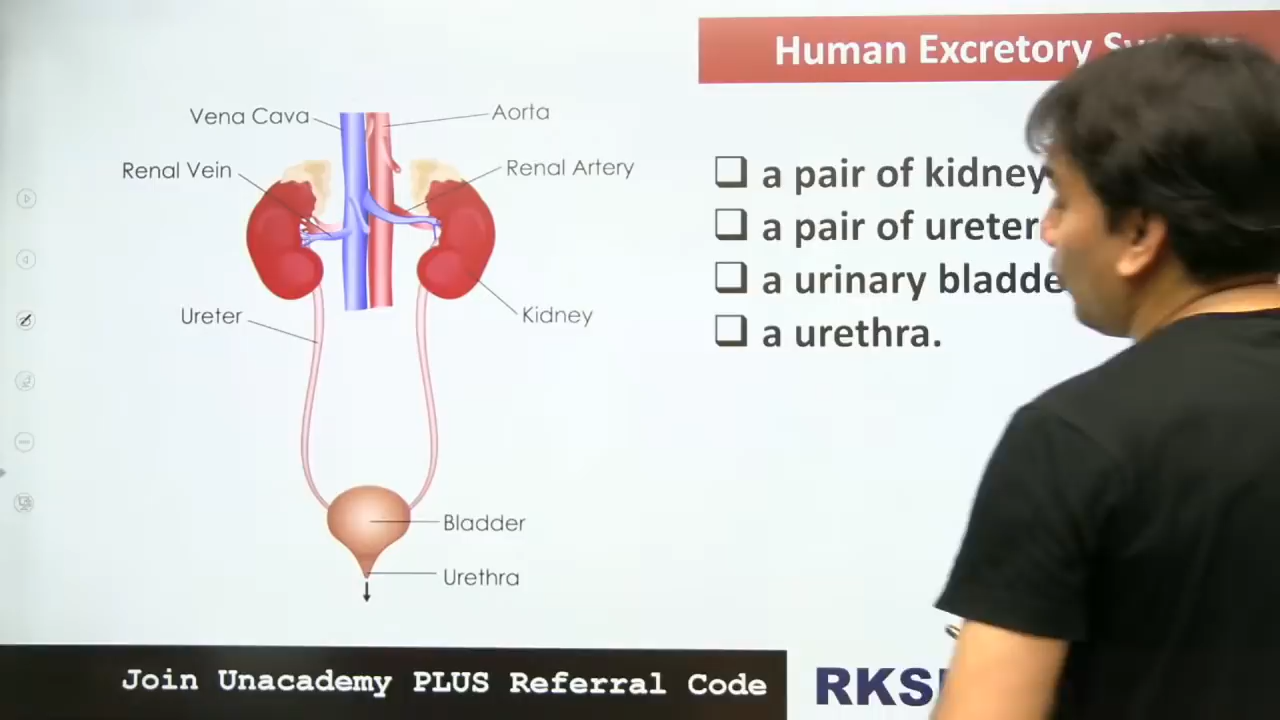 Human Excretory
Vena Cava
Aorta
Renal Vein
Renal Artery
Ureter
Kidney
Bladder
Urethra
a pair of kidney
a pair of ureter
a urinary bladde
a urethra.
Join Unacademy PLUS Referral Code